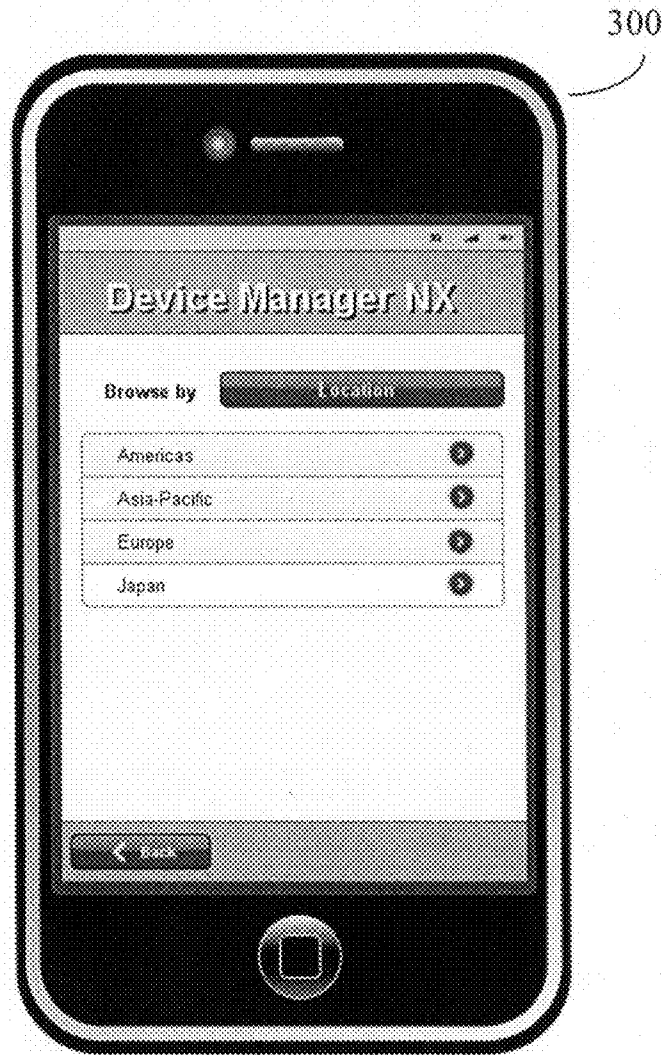 300
Device Manager NX
Browse by Location
Americas
Asia-Pacific
Europe
Japan
Back